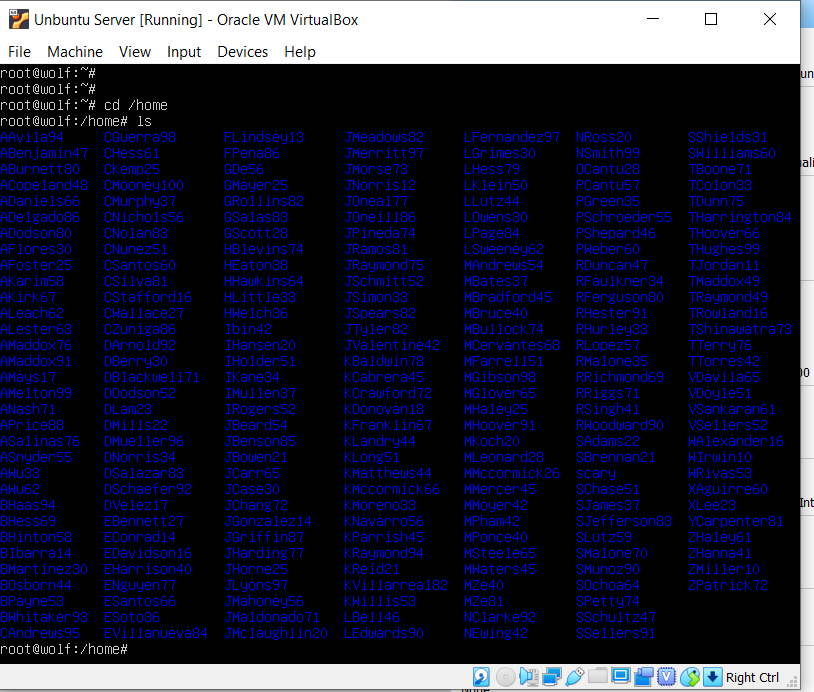 Unbuntu Server [Running] - Oracle VM VirtualBox
File Machine View Input Devices Help
root@wolf:~#
root@wolf:~#
root@wolf:~# cd /home
root@wolf:/home# ls
AAvila94 CGuerra98 FLindsey13 JMeadows82 LFernandez97 NRoss20 SShields31
ABenjamin47 CHess61 FPena86 JMerritt97 LGrimes30 NSmith99 SWilliams60
ABurnett80 CKemp25 GDe56 JMorse73 LHess79 OCantu28 TBoone71
ACopeland48 CMooney100 GMayer25 JNorris12 LKlein50 PCantu57 TColon33
ADaniels66 CMurphy37 GRollins82 JOneal77 LLutz44 PGreen35 TDunn75
ADelgado86 CNichols56 GSalas83 JOneill86 LOwens30 PSchroeder55 THarrington84
ADodson80 CNolan83 GScott28 JPineda74 LPage84 PShepard46 THoover66
AFlores30 CNunez51 HBlevins74 JRamos81 LSweeney62 PWeber60 THughes99
AFoster25 CSantos60 HEaton38 JRaymond75 MAndrews54 RDuncan47 TJordan11
AKarim58 CSilva81 HHawkins64 JSchmitt52 MBates37 RFaulkner34 TMaddox49
AKirk67 CStafford16 HLittle33 JSimon33 MBradford45 RFerguson80 TRaymond49
ALeach62 CWallace27 HWelch36 JSpears82 MBruce40 RHester91 TRowland16
ALester63 CZuniga86 Ibin42 JTyler82 MBullock74 RHurley33 TShinawatra73
AMaddox76 DArnold92 IHansen20 JValentine42 MCervantes68 RLopez57 TTerry76
AMaddox91 DBerry30 IHolder51 KBaldwin78 MFarrell51 RMalone35 TTorres42
AMays17 DBlackwell71 IKane34 KCabrera45 MGibson98 RRichmond69 VDavila65
AMelton99 DDodson52 IMullen37 KCrawford72 MGlover65 RRiggs71 VDoyle51
ANash71 DLam23 IRogers52 KDonovan18 MHaley25 RSingh41 VSankaran61
APrice88 DMills22 JBeard54 KFranklin67 MHoover91 RWoodward90 VSellers52
ASalinas76 DMueller96 JBenson85 KLandry44 MKoch20 SAdams22 WAlexander16
ASnyder55 DNorris34 JBowen21 KLong51 MLeonard28 SBrennan21 WIrwin10
AWu33 DSalazar83 JCarr65 KMatthews44 MMccormick26 scary WRivas53
AWu62 DSchaefer92 JCase30 KMccormick66 MMercer45 SChase51 XAguirre60
BHaas94 DVelez17 JChang72 KMoreno33 MMoyer42 SJames37 XLee23
BHess69 EBennett27 JGonzalez14 KNavarro56 MPham42 SJefferson83 YCarpenter81
BHinton58 EConrad14 JGriffin87 KParrish45 MPonce40 SLutz59 ZHaley61
BIbarra14 EDavidson16 JHarding77 KRaymond94 MSteele65 SMalone70 ZHanna41
BMartinez30 EHarrison40 JHorne25 KReid21 MWaters45 SMunoz90 ZMiller10
BOsborn44 ENguyen77 JLyons97 KVillarreal82 MZe40 SOchoa64 ZPatrick72
BPayne53 ESantos66 JMahoney56 KWillis53 MZe81 SPetty74
BWhitaker93 ESoto36 JMaldonado71 LBell46 NClarke92 SSchultz47
CAndrews95 EVillanueva84 JMclaughlin20 LEdwards90 NEwing42 SSellers91
root@wolf:/home#
Right Ctrl